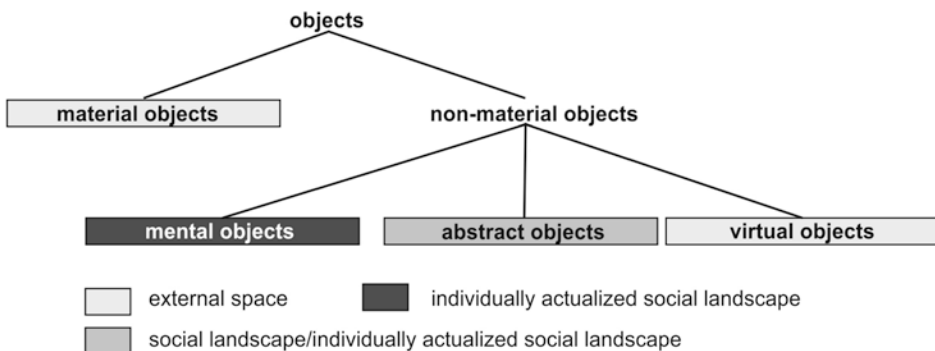 objects
material objects
non-material objects
mental objects
abstract objects
virtual objects
external space
individually actualized social landscape
social landscape/individually actualized social landscape